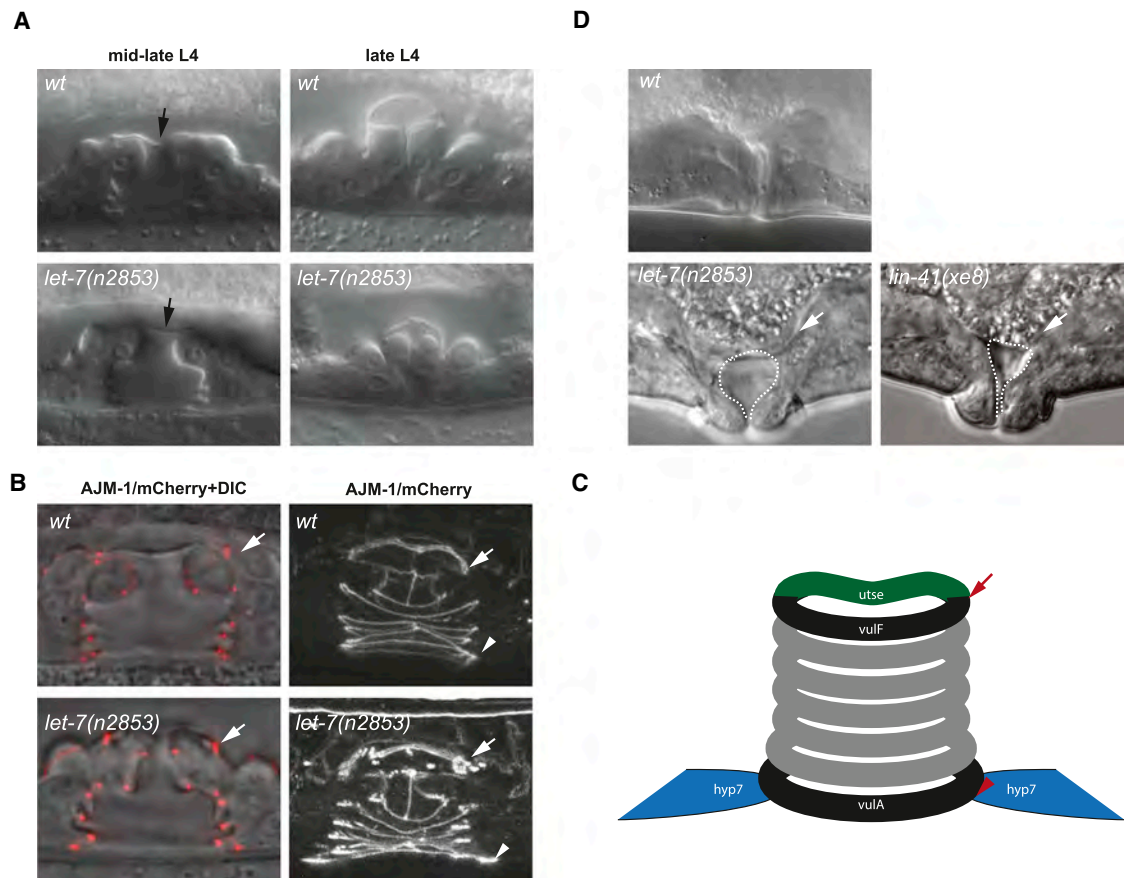 A
D
mid-late L4
late L4
wt
wt
wt
let-7(n2853)
let-7(n2853)
let-7(n2853)
lin-41(xe8)
B
C
AJM-1/mCherry+DIC
AJM-1/mCherry
wt
wt
utse
vulF
let-7(n2853)
let-7(n2853)
hyp7
hyp7
vulA